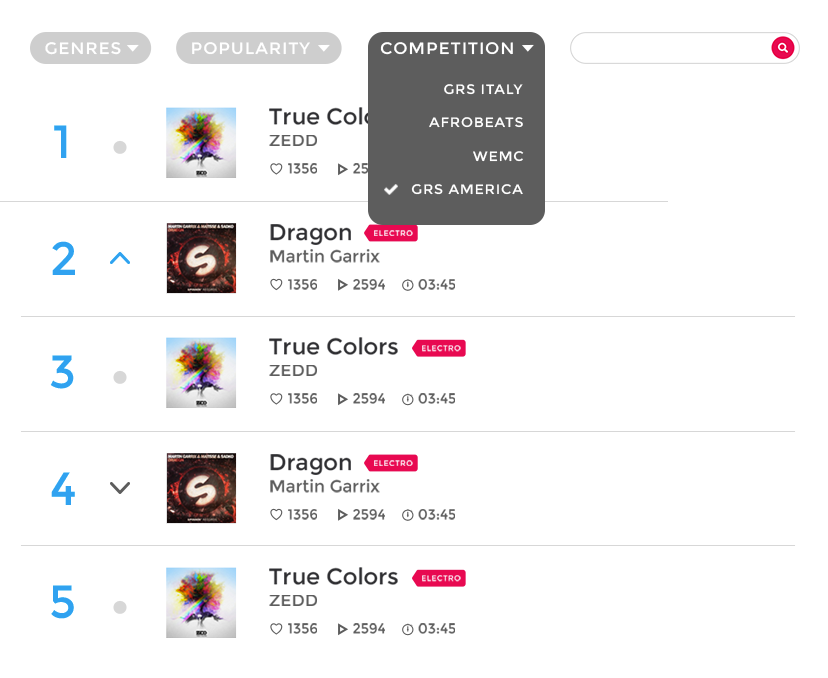 GENRES
POPULARITY
COMPETITION
GRS ITALY
AFROBEATS
WEMC
GRS AMERICA
1
True Colo
ZEDD
1356 25
2
Dragon ELECTRO
Martin Garrix
1356 2594 03:45
3
True Colors ELECTRO
ZEDD
1356 2594 03:45
4
Dragon ELECTRO
Martin Garrix
1356 2594 03:45
5
True Colors ELECTRO
ZEDD
1356 2594 03:45